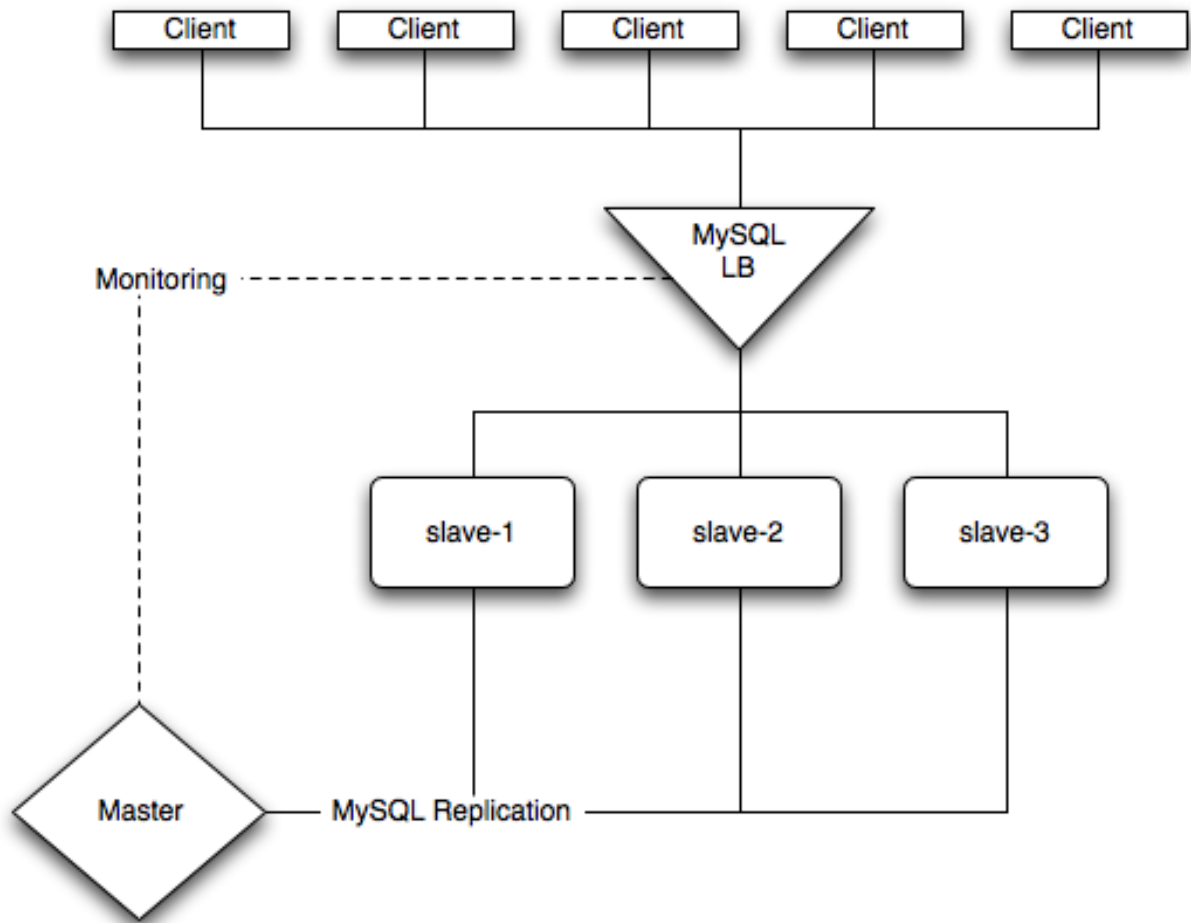 Client
Client
Client
Client
Client
MySQL
LB
Monitoring
slave-1
slave-2
slave-3
Master
MySQL Replication